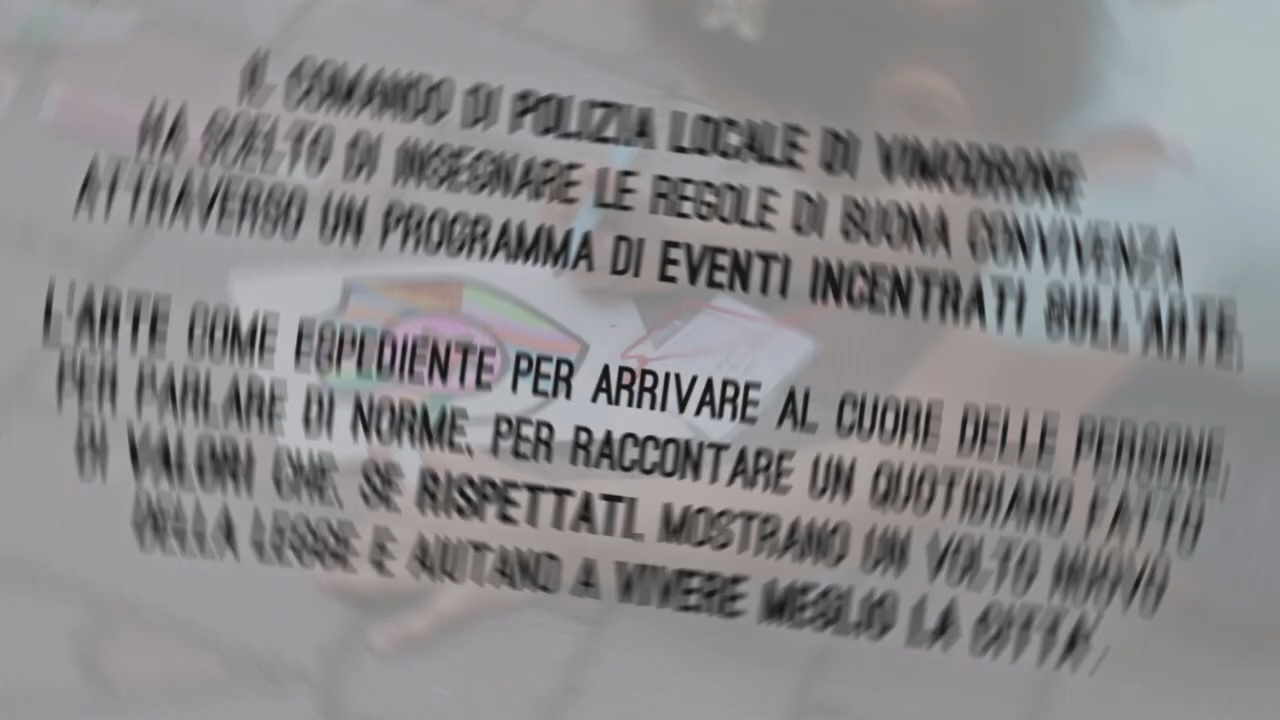 IL COMANDO DI POLIZIA LOCALE DI VIMODRONE
HA SCELTO DI INSEGNARE LE REGOLE DI BUONA CONVIVENZA
ATTRAVERSO UN PROGRAMMA DI EVENTI INCENTRATI SULL'ARTE.
L'ARTE COME ESPEDIENTE PER ARRIVARE AL CUORE DELLE PERSONE,
PER PARLARE DI NORME, PER RACCONTARE UN QUOTIDIANO FATTO
DI VALORI CHE, SE RISPETTATI, MOSTRANO UN VOLTO NUOVO
DELLA LEGGE E AIUTANO A VIVERE MEGLIO LA CITTÀ.